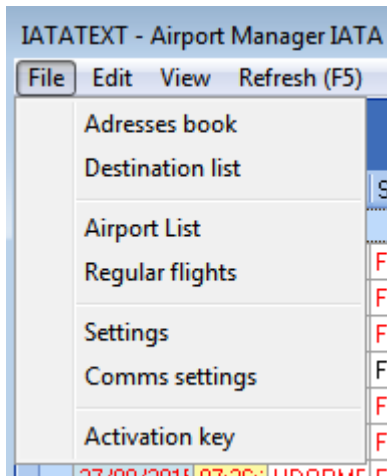 IATATEXT - Airport Manager IATA
File Edit View Refresh (F5)
Adresses book
Destination list
Airport List
Regular flights
Settings
Comms settings
Activation key